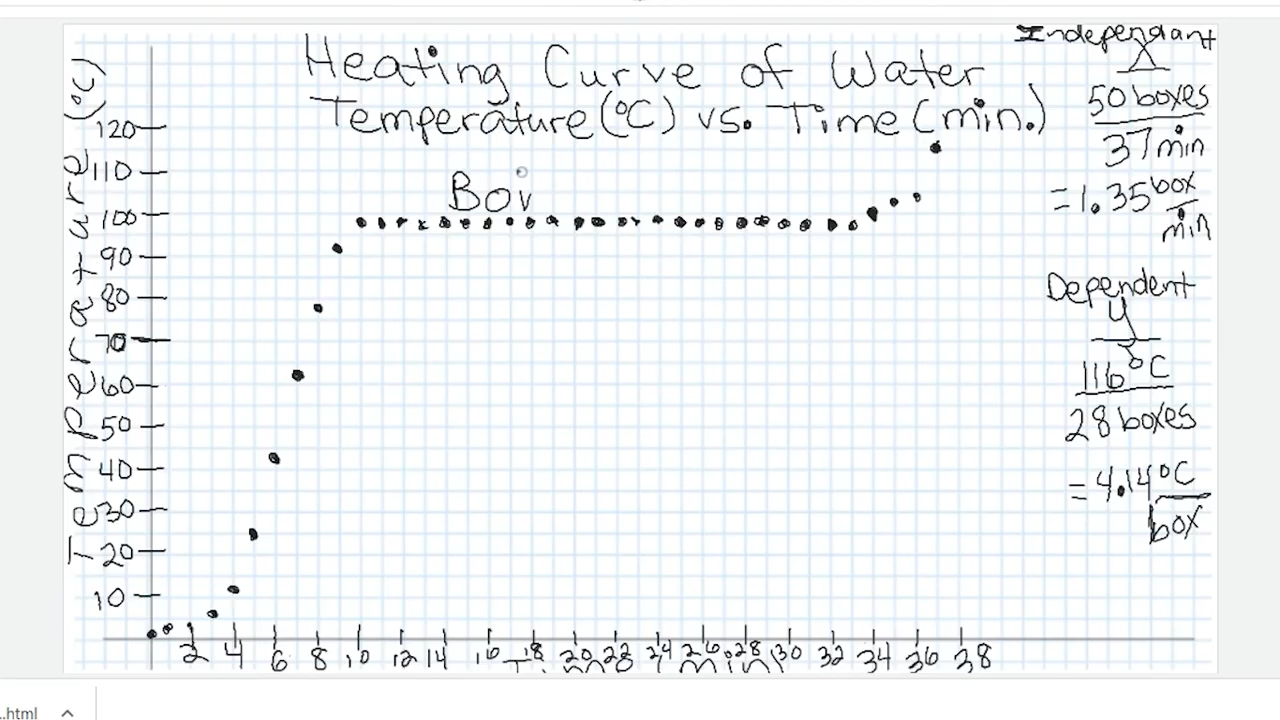 Heating Curve of Water
Temperature (°C) vs. Time (min.)
Temperature (°C)
120
110
100
90
80
70
60
50
40
30
20
10
Boi
2 4 6 8 10 12 14 16 18 20 22 24 26 28 30 32 34 36 38
Independant
X
50 boxes
37 min
= 1.35 box
min
Dependent
y
116°C
28 boxes
= 4.14 °C
box
..html